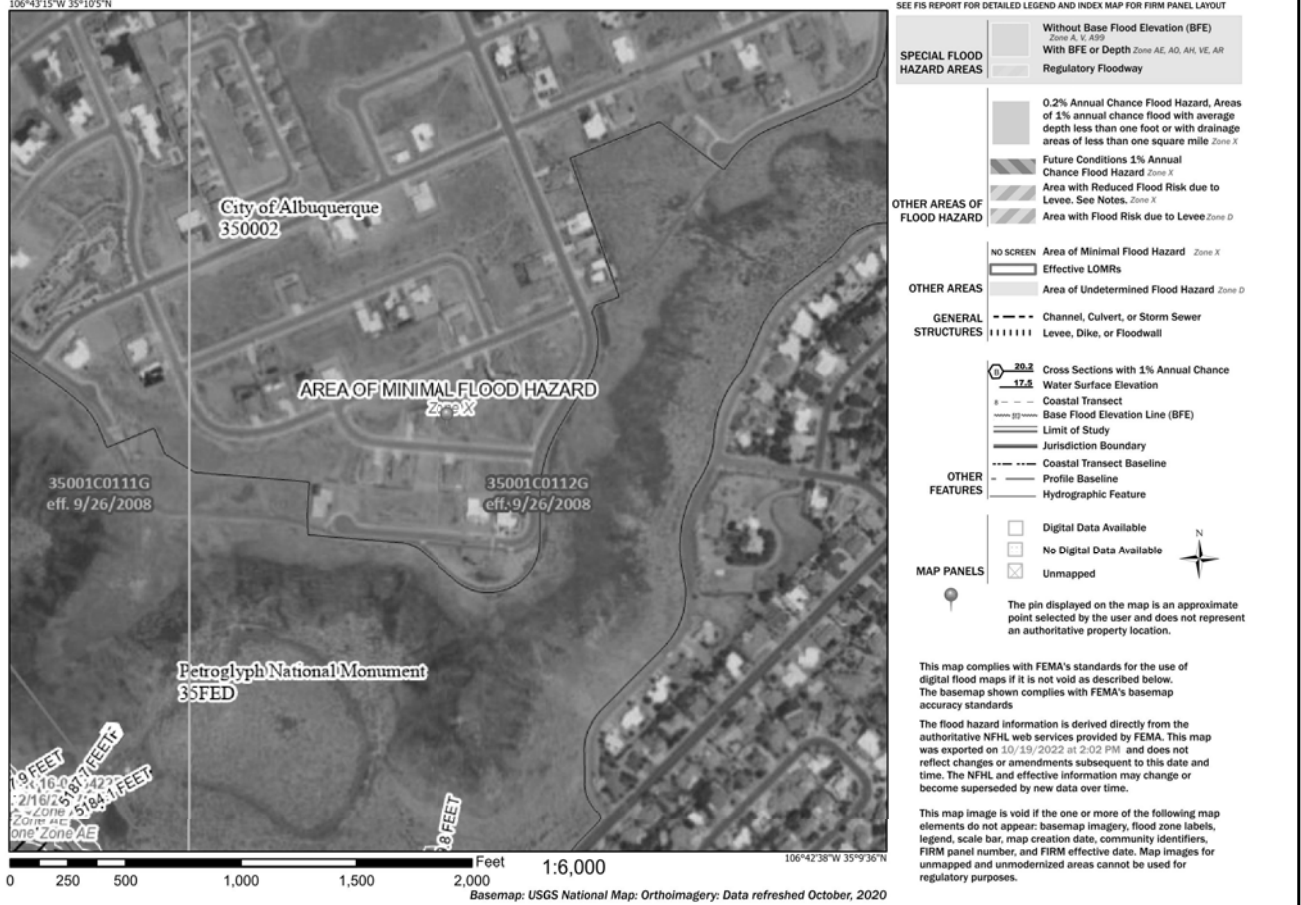 106°43'15"W 35°10'5"N
SEE FIS REPORT FOR DETAILED LEGEND AND INDEX MAP FOR FIRM PANEL LAYOUT
City of Albuquerque
350002
AREA OF MINIMAL FLOOD HAZARD
Zone X
35001C0111G
eff. 9/26/2008
35001C0112G
eff. 9/26/2008
Petroglyph National Monument
35FED
7.9 FEET
5187.7 FEET
5184.1 FEET
Zone AE
Zone AE
.8 FEET
Feet
0 250 500 1,000 1,500 2,000
1:6,000
106°42'38"W 35°9'36"N
Basemap: USGS National Map: Orthoimagery: Data refreshed October, 2020
SPECIAL FLOOD
HAZARD AREAS
Without Base Flood Elevation (BFE)
Zone A, V, A99
With BFE or Depth Zone AE, AO, AH, VE, AR
Regulatory Floodway
OTHER AREAS OF
FLOOD HAZARD
0.2% Annual Chance Flood Hazard, Areas
of 1% annual chance flood with average
depth less than one foot or with drainage
areas of less than one square mile Zone X
Future Conditions 1% Annual
Chance Flood Hazard Zone X
Area with Reduced Flood Risk due to
Levee. See Notes. Zone X
Area with Flood Risk due to Levee Zone D
OTHER AREAS
NO SCREEN Area of Minimal Flood Hazard Zone X
Effective LOMRs
Area of Undetermined Flood Hazard Zone D
GENERAL
STRUCTURES
Channel, Culvert, or Storm Sewer
Levee, Dike, or Floodwall
OTHER
FEATURES
B 20.2 Cross Sections with 1% Annual Chance
17.5 Water Surface Elevation
8 Coastal Transect
513 Base Flood Elevation Line (BFE)
Limit of Study
Jurisdiction Boundary
Coastal Transect Baseline
Profile Baseline
Hydrographic Feature
MAP PANELS
Digital Data Available
No Digital Data Available
Unmapped
N
The pin displayed on the map is an approximate
point selected by the user and does not represent
an authoritative property location.
This map complies with FEMA's standards for the use of
digital flood maps if it is not void as described below.
The basemap shown complies with FEMA's basemap
accuracy standards
The flood hazard information is derived directly from the
authoritative NFHL web services provided by FEMA. This map
was exported on 10/19/2022 at 2:02 PM and does not
reflect changes or amendments subsequent to this date and
time. The NFHL and effective information may change or
become superseded by new data over time.
This map image is void if the one or more of the following map
elements do not appear: basemap imagery, flood zone labels,
legend, scale bar, map creation date, community identifiers,
FIRM panel number, and FIRM effective date. Map images for
unmapped and unmodernized areas cannot be used for
regulatory purposes.